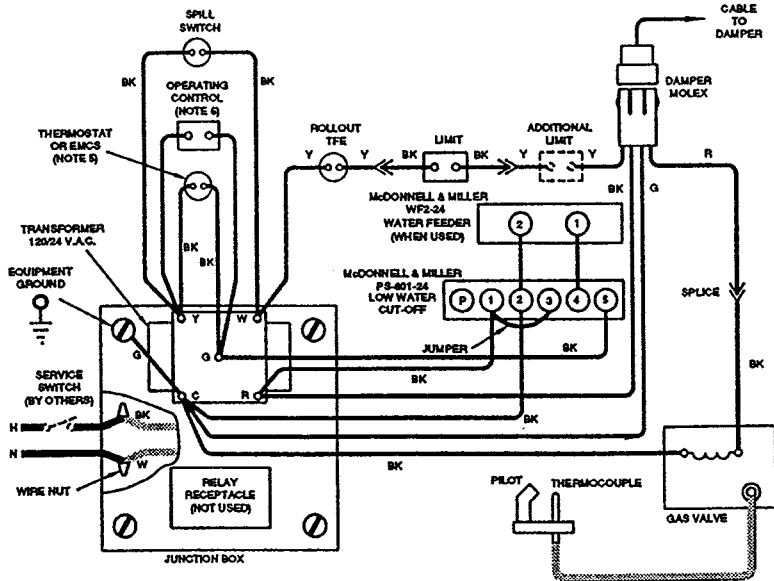 SPILL
SWITCH
CABLE
TO
DAMPER
BK
BK
OPERATING
CONTROL
(NOTE 6)
DAMPER
MOLEX
THERMOSTAT
OR EMCS
(NOTE 5)
ROLLOUT
TFE
LIMIT
ADDITIONAL
LIMIT
Y
Y
BK
BK
Y
Y
R
BK
G
McDONNELL & MILLER
WF2-24
WATER FEEDER
(WHEN USED)
2
1
TRANSFORMER
120/24 V.A.C.
BK
BK
EQUIPMENT
GROUND
McDONNELL & MILLER
PS-801-24
LOW WATER
CUT-OFF
P
1
2
3
4
5
SPLICE
Y
W
G
G
JUMPER
BK
BK
C
R
SERVICE
SWITCH
(BY OTHERS)
BK
H
N
W
WIRE NUT
BK
BK
RELAY
RECEPTACLE
(NOT USED)
PILOT
THERMOCOUPLE
GAS VALVE
JUNCTION BOX